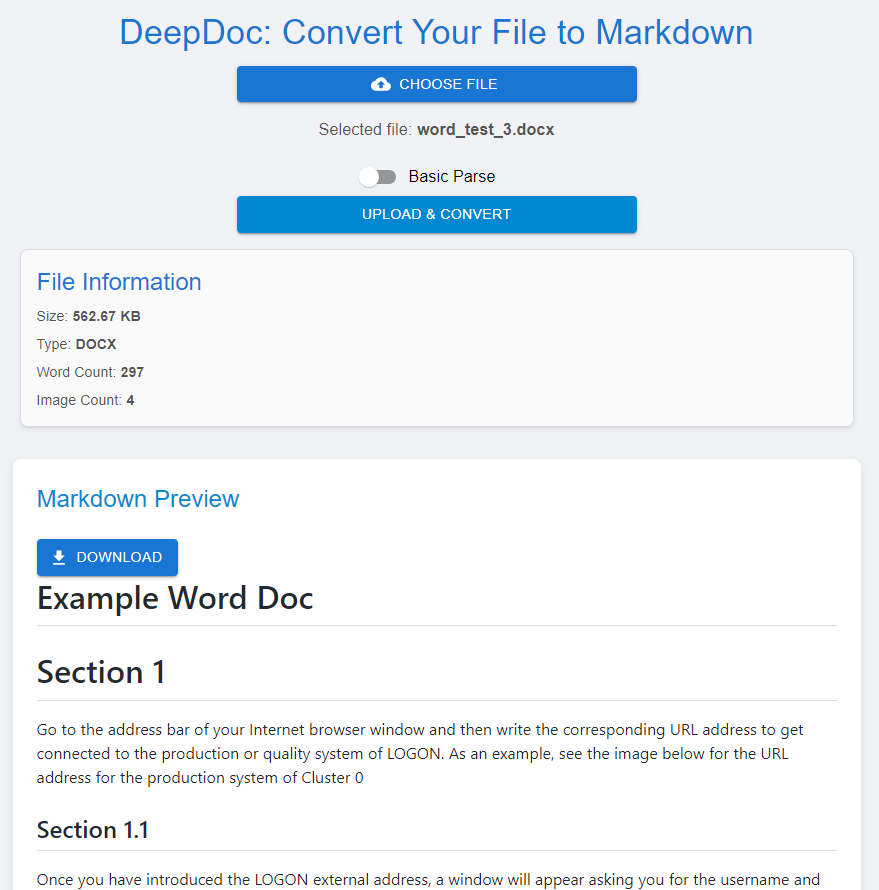 DeepDoc: Convert Your File to Markdown
CHOOSE FILE
Selected file: word_test_3.docx
Basic Parse
UPLOAD & CONVERT
File Information
Size: 562.67 KB
Type: DOCX
Word Count: 297
Image Count: 4
Markdown Preview
DOWNLOAD
Example Word Doc
Section 1
Go to the address bar of your Internet browser window and then write the corresponding URL address to get
connected to the production or quality system of LOGON. As an example, see the image below for the URL
address for the production system of Cluster 0
Section 1.1
Once you have introduced the LOGON external address, a window will appear asking you for the username and